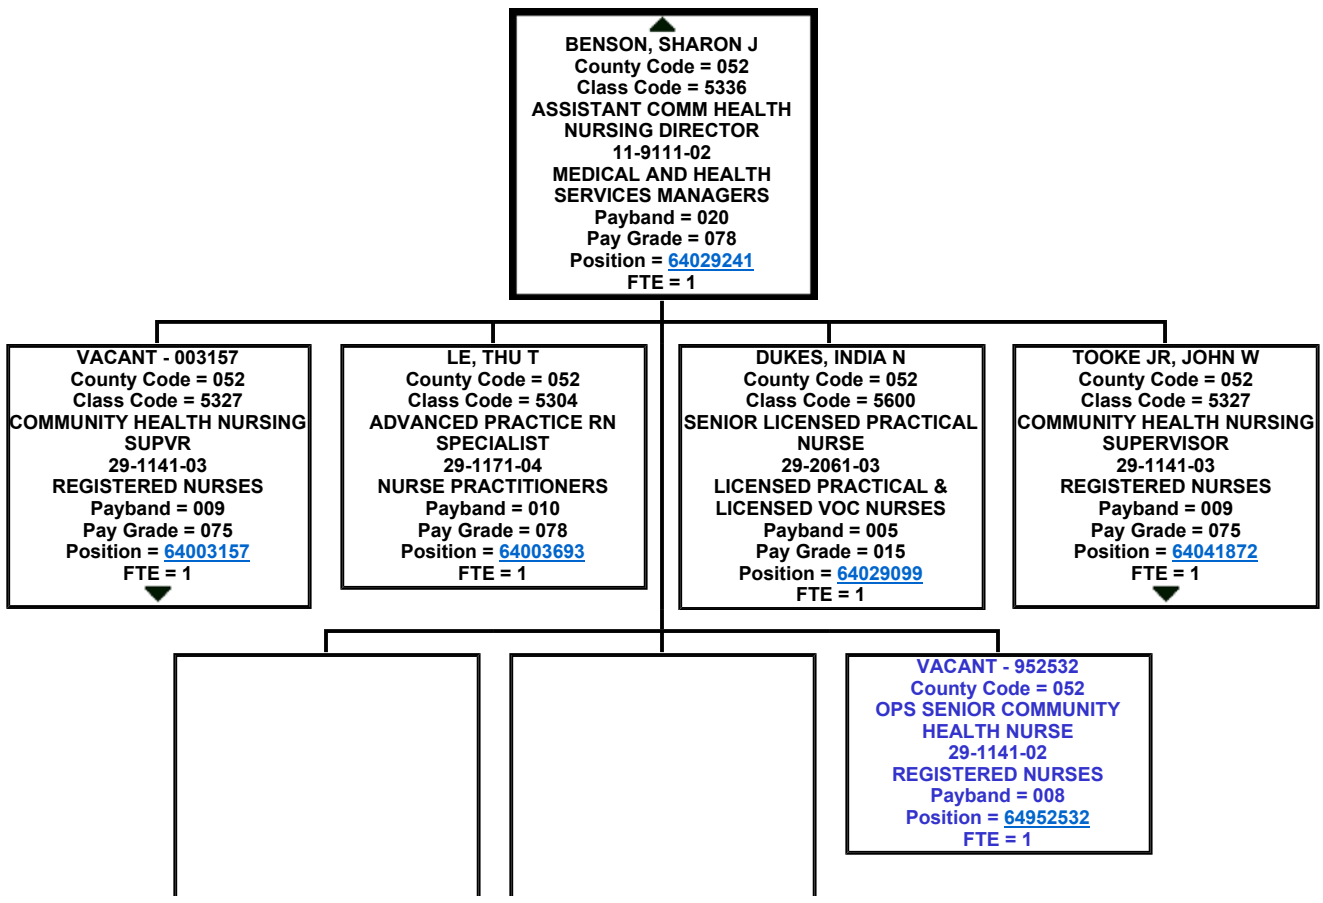 BENSON, SHARON J
County Code = 052
Class Code = 5336
ASSISTANT COMM HEALTH
NURSING DIRECTOR
11-9111-02
MEDICAL AND HEALTH
SERVICES MANAGERS
Payband = 020
Pay Grade = 078
Position = 64029241
FTE = 1
VACANT - 003157
County Code = 052
Class Code = 5327
COMMUNITY HEALTH NURSING
SUPVR
29-1141-03
REGISTERED NURSES
Payband = 009
Pay Grade = 075
Position = 64003157
FTE = 1
LE, THU T
County Code = 052
Class Code = 5304
ADVANCED PRACTICE RN
SPECIALIST
29-1171-04
NURSE PRACTITIONERS
Payband = 010
Pay Grade = 078
Position = 64003693
FTE = 1
DUKES, INDIA N
County Code = 052
Class Code = 5600
SENIOR LICENSED PRACTICAL
NURSE
29-2061-03
LICENSED PRACTICAL &
LICENSED VOC NURSES
Payband = 005
Pay Grade = 015
Position = 64029099
FTE = 1
TOOKE JR, JOHN W
County Code = 052
Class Code = 5327
COMMUNITY HEALTH NURSING
SUPERVISOR
29-1141-03
REGISTERED NURSES
Payband = 009
Pay Grade = 075
Position = 64041872
FTE = 1
VACANT - 952532
County Code = 052
OPS SENIOR COMMUNITY
HEALTH NURSE
29-1141-02
REGISTERED NURSES
Payband = 008
Position = 64952532
FTE = 1